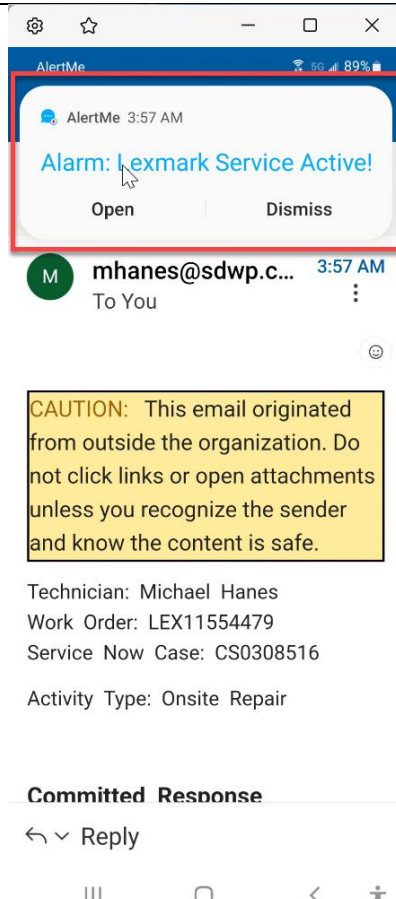 AlertMe 5G 89%
AlertMe 3:57 AM
Alarm: Lexmark Service Active!
Open Dismiss
M mhanes@sdwp.c... 3:57 AM
To You
CAUTION: This email originated
from outside the organization. Do
not click links or open attachments
unless you recognize the sender
and know the content is safe.
Technician: Michael Hanes
Work Order: LEX11554479
Service Now Case: CS0308516
Activity Type: Onsite Repair
Committed Response
Reply